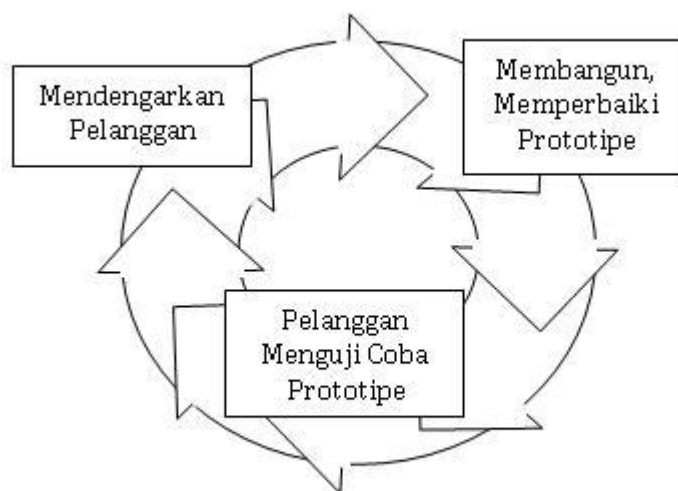 Mendengarkan
Pelanggan
Membangun,
Memperbaiki
Prototipe
Pelanggan
Menguji Coba
Prototipe